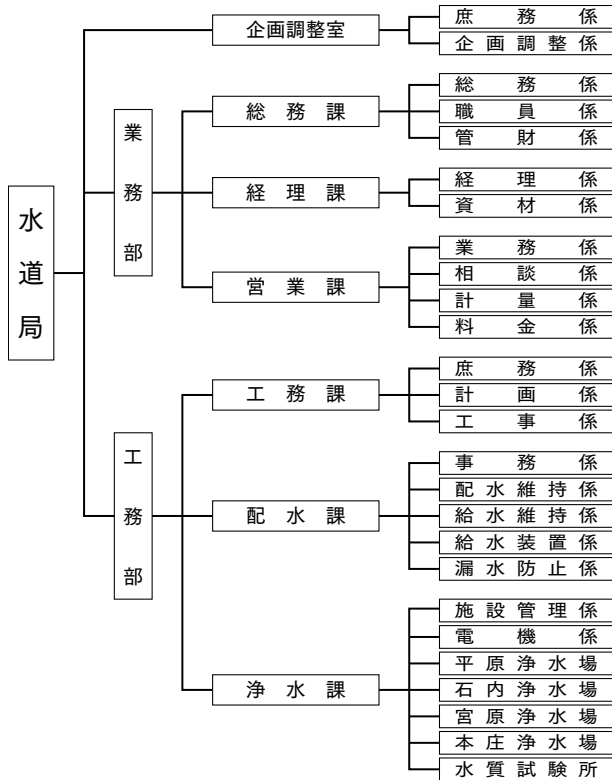 水道局
企画調整室
庶務係
企画調整係
業務部
総務課
総務係
職員係
管財係
経理課
経理係
資材係
営業課
業務係
相談係
計量係
料金係
工務部
工務課
庶務係
計画係
工事係
配水課
事務係
配水維持係
給水維持係
給水装置係
漏水防止係
浄水課
施設管理係
電機係
平原浄水場
石内浄水場
宮原浄水場
本庄浄水場
水質試験所